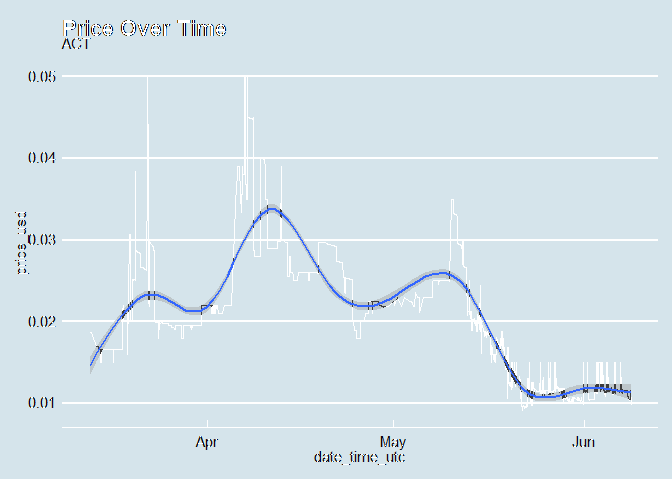 Price Over Time
ACT
0.05
0.04
0.03
0.02
0.01
price_usd
Apr
May
Jun
date_time_utc